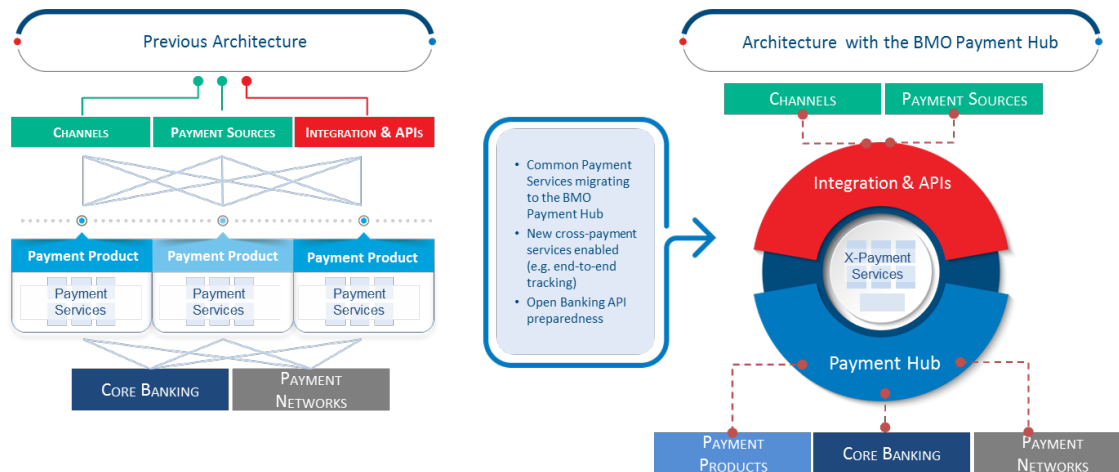 Previous Architecture
CHANNELS
PAYMENT SOURCES
INTEGRATION & APIS
Payment Product
Payment Product
Payment Product
Payment
Services
Payment
Services
Payment
Services
CORE BANKING
PAYMENT
NETWORKS
• Common Payment
Services migrating
to the BMO
Payment Hub
• New cross-payment
services enabled
(e.g. end-to-end
tracking)
• Open Banking API
preparedness
Architecture with the BMO Payment Hub
CHANNELS
PAYMENT SOURCES
Integration & APIs
X-Payment
Services
Payment Hub
PAYMENT
PRODUCTS
CORE BANKING
PAYMENT
NETWORKS